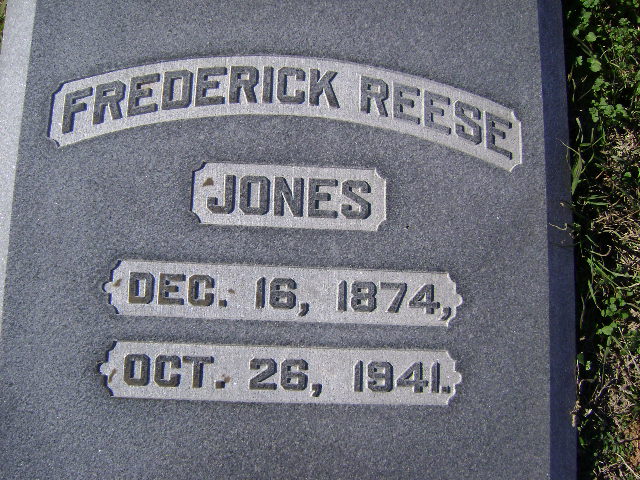 FREDERICK REESE
JONES
DEC. 16, 1874,
OCT. 26, 1941.